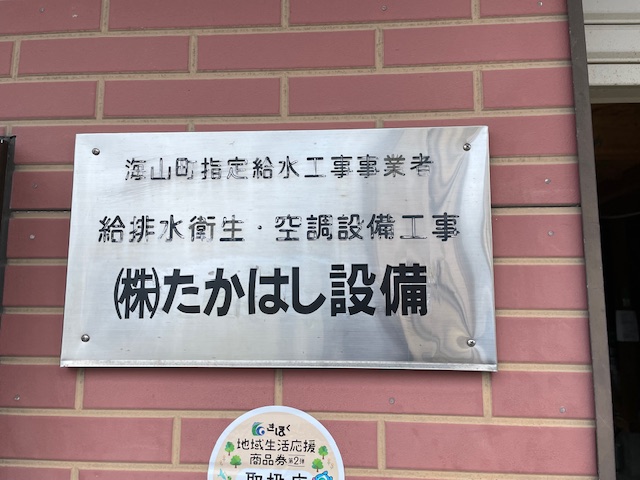 海山町指定給水工事事業者
給排水衛生・空調設備工事
㈱たかはし設備
きほく
地域生活応援
商品券第2弾
取扱店